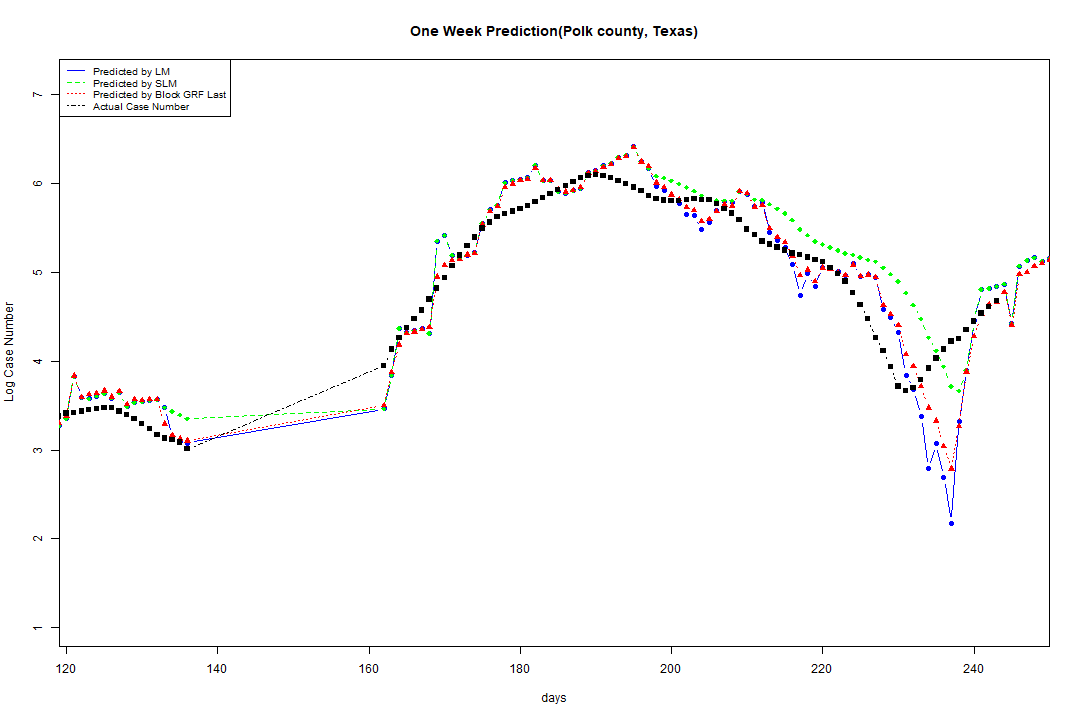 One Week Prediction(Polk county, Texas)
Predicted by LM
Predicted by SLM
Predicted by Block GRF Last
Actual Case Number
7
6
5
4
3
2
1
Log Case Number
120 140 160 180 200 220 240
days